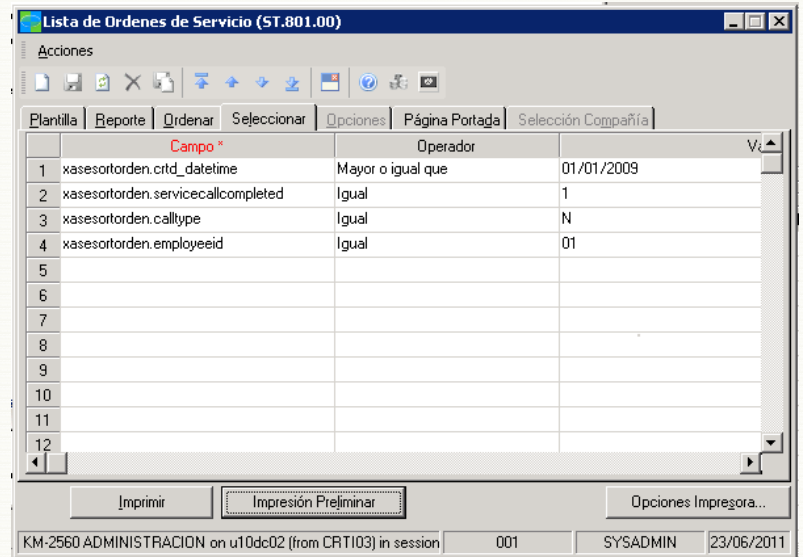 Lista de Ordenes de Servicio (ST.801.00)
Acciones
Plantilla Reporte Ordenar Seleccionar Opciones Página Portada Selección Compañía
Campo * Operador
1 xasesortorden.crtd_datetime Mayor o igual que 01/01/2009
2 xasesortorden.servicecallcompleted Igual 1
3 xasesortorden.calltype Igual N
4 xasesortorden.employeeid Igual 01
5
6
7
8
9
10
11
12
Imprimir Impresión Preliminar Opciones Impresora...
KM-2560 ADMINISTRACION on u10dc02 (from CRTI03) in session 001 SYSADMIN 23/06/2011